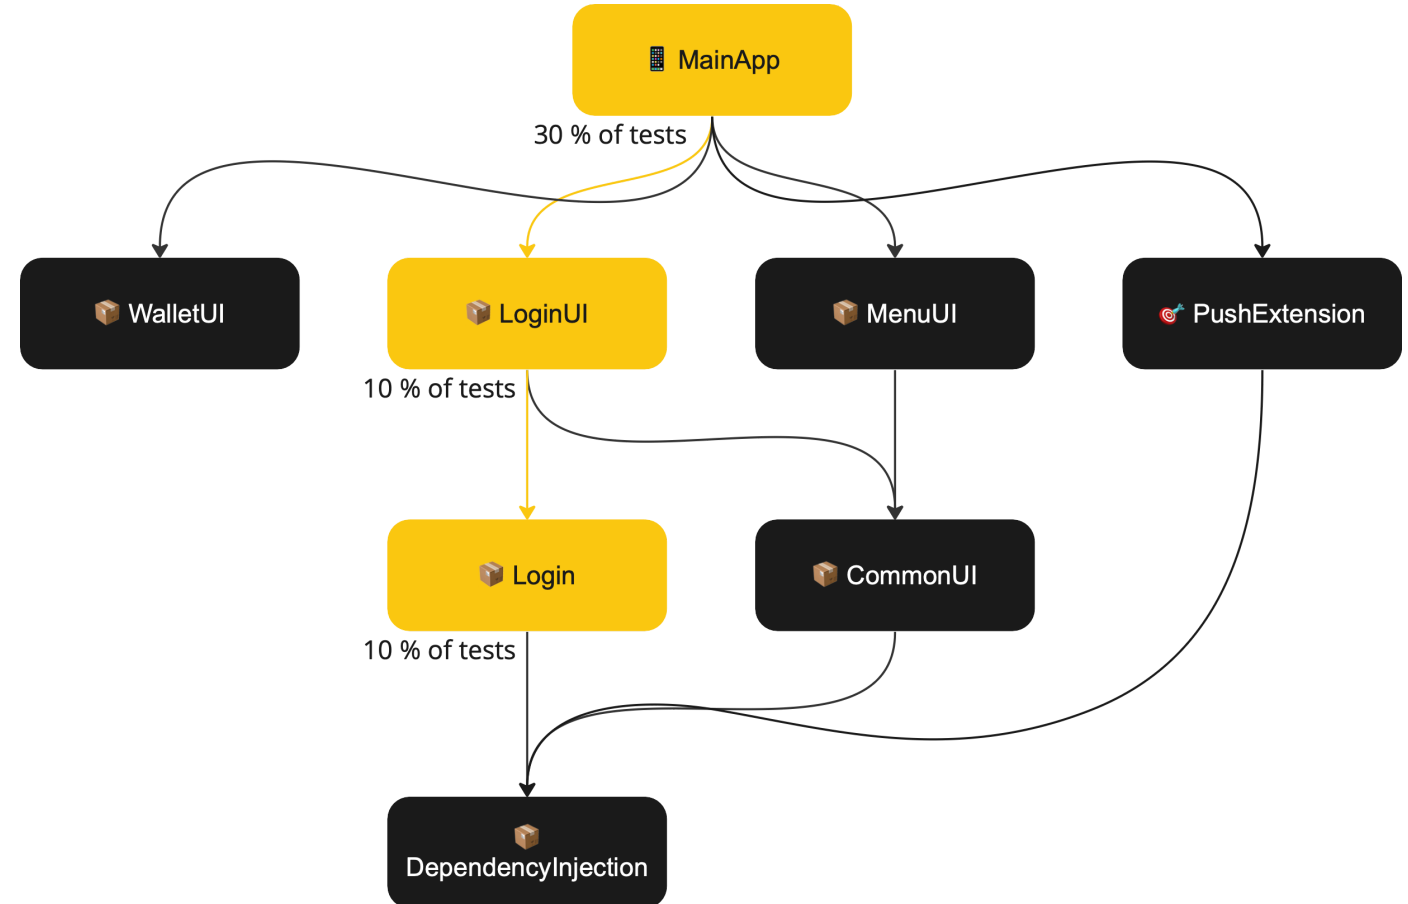 📱 MainApp
30 % of tests
📦 WalletUI
📦 LoginUI
📦 MenuUI
🎯 PushExtension
10 % of tests
📦 Login
📦 CommonUI
10 % of tests
📦
DependencyInjection